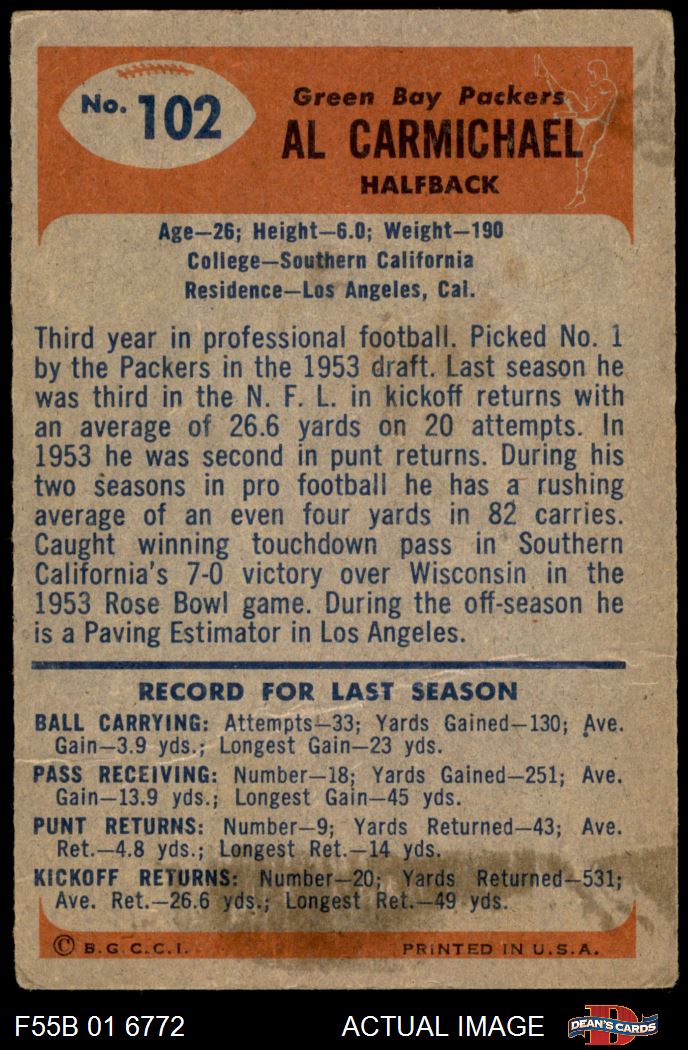 No. 102
Green Bay Packers
AL CARMICHAEL
HALFBACK
Age—26; Height—6.0; Weight—190
College—Southern California
Residence—Los Angeles, Cal.
Third year in professional football. Picked No. 1
by the Packers in the 1953 draft. Last season he
was third in the N. F. L. in kickoff returns with
an average of 26.6 yards on 20 attempts. In
1953 he was second in punt returns. During his
two seasons in pro football he has a rushing
average of an even four yards in 82 carries.
Caught winning touchdown pass in Southern
California's 7-0 victory over Wisconsin in the
1953 Rose Bowl game. During the off-season he
is a Paving Estimator in Los Angeles.
RECORD FOR LAST SEASON
BALL CARRYING: Attempts—33; Yards Gained—130; Ave.
Gain—3.9 yds.; Longest Gain—23 yds.
PASS RECEIVING: Number—18; Yards Gained—251; Ave.
Gain—13.9 yds.; Longest Gain—45 yds.
PUNT RETURNS: Number—9; Yards Returned—43; Ave.
Ret.—4.8 yds.; Longest Ret.—14 yds.
KICKOFF RETURNS: Number—20; Yards Returned—531;
Ave. Ret.—26.6 yds.; Longest Ret.—49 yds.
© B.G.C.C.I. PRINTED IN U.S.A.
F55B 01 6772 ACTUAL IMAGE D DEAN'S CARDS